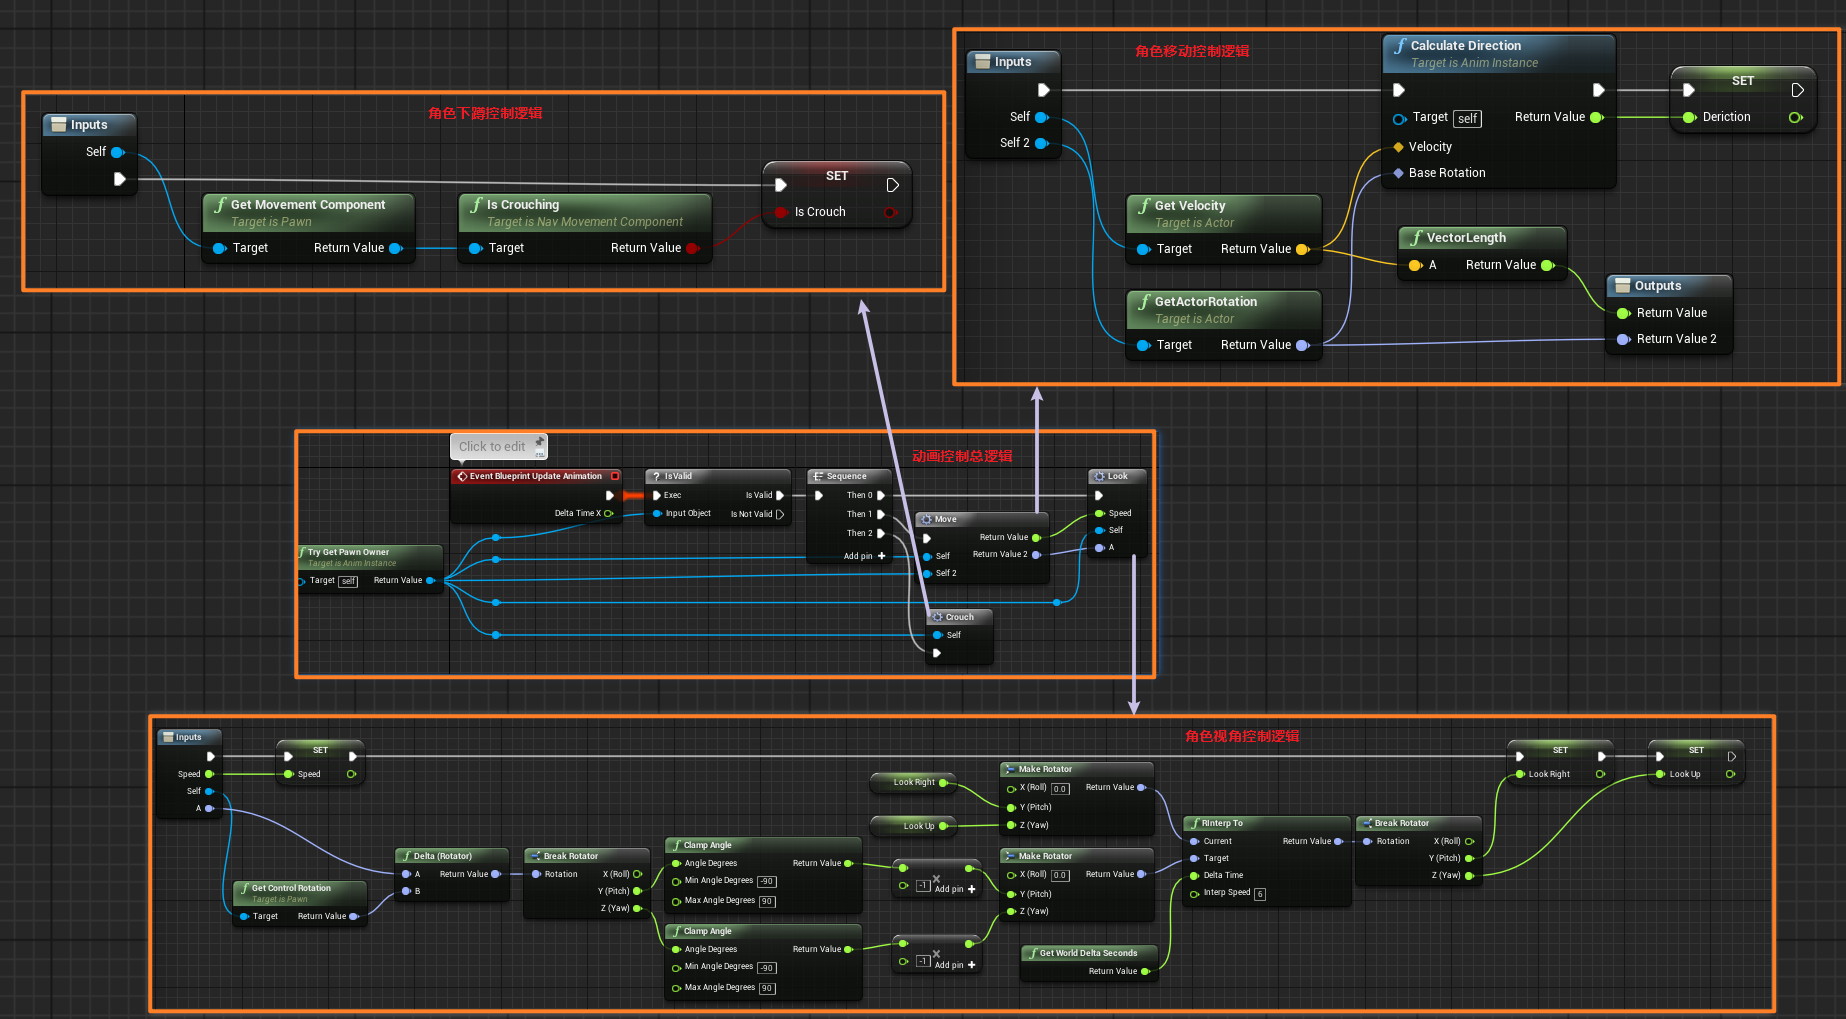 角色下蹲控制逻辑
Inputs
Self
Get Movement Component
Target is Pawn
Target
Return Value
Is Crouching
Target is Nav Movement Component
Target
Return Value
SET
Is Crouch
角色移动控制逻辑
Inputs
Self
Self 2
Calculate Direction
Target is Anim Instance
Target self
Return Value
Velocity
Base Rotation
SET
Deriction
Get Velocity
Target is Actor
Target
Return Value
GetActorRotation
Target is Actor
Target
Return Value
VectorLength
A
Return Value
Outputs
Return Value
Return Value 2
Click to edit
动画控制总逻辑
Event Blueprint Update Animation
Delta Time X
IsValid
Exec
Is Valid
Input Object
Is Not Valid
Sequence
Then 0
Then 1
Then 2
Add pin
Try Get Pawn Owner
Target is Anim Instance
Target self
Return Value
Move
Return Value
Return Value 2
Self
Self 2
Look
Speed
Self
A
Crouch
Self
角色视角控制逻辑
Inputs
Speed
Self
A
SET
Speed
Get Control Rotation
Target is Pawn
Target
Return Value
Delta (Rotator)
A
Return Value
B
Break Rotator
Rotation
X (Roll)
Y (Pitch)
Z (Yaw)
Clamp Angle
Angle Degrees
Return Value
Min Angle Degrees -90
Max Angle Degrees 90
Clamp Angle
Angle Degrees
Return Value
Min Angle Degrees -90
Max Angle Degrees 90
-1
Add pin
-1
Add pin
Look Right
Look Up
Make Rotator
X (Roll) 0.0
Return Value
Y (Pitch)
Z (Yaw)
Make Rotator
X (Roll) 0.0
Return Value
Y (Pitch)
Z (Yaw)
Get World Delta Seconds
Return Value
RInterp To
Current
Return Value
Target
Delta Time
Interp Speed 6
Break Rotator
Rotation
X (Roll)
Y (Pitch)
Z (Yaw)
SET
Look Right
SET
Look Up